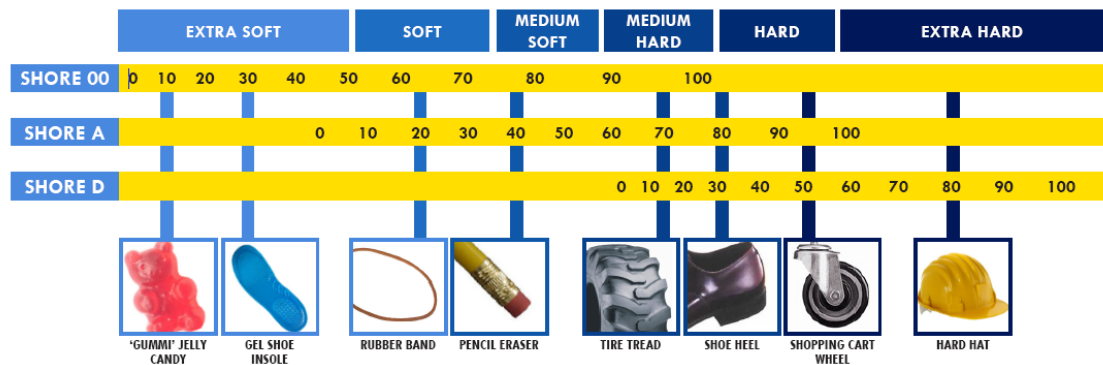 EXTRA SOFT SOFT MEDIUM SOFT MEDIUM HARD HARD EXTRA HARD
SHORE 00 0 10 20 30 40 50 60 70 80 90 100
SHORE A 0 10 20 30 40 50 60 70 80 90 100
SHORE D 0 10 20 30 40 50 60 70 80 90 100
'GUMMI' JELLY CANDY
GEL SHOE INSOLE
RUBBER BAND
PENCIL ERASER
TIRE TREAD
SHOE HEEL
SHOPPING CART WHEEL
HARD HAT